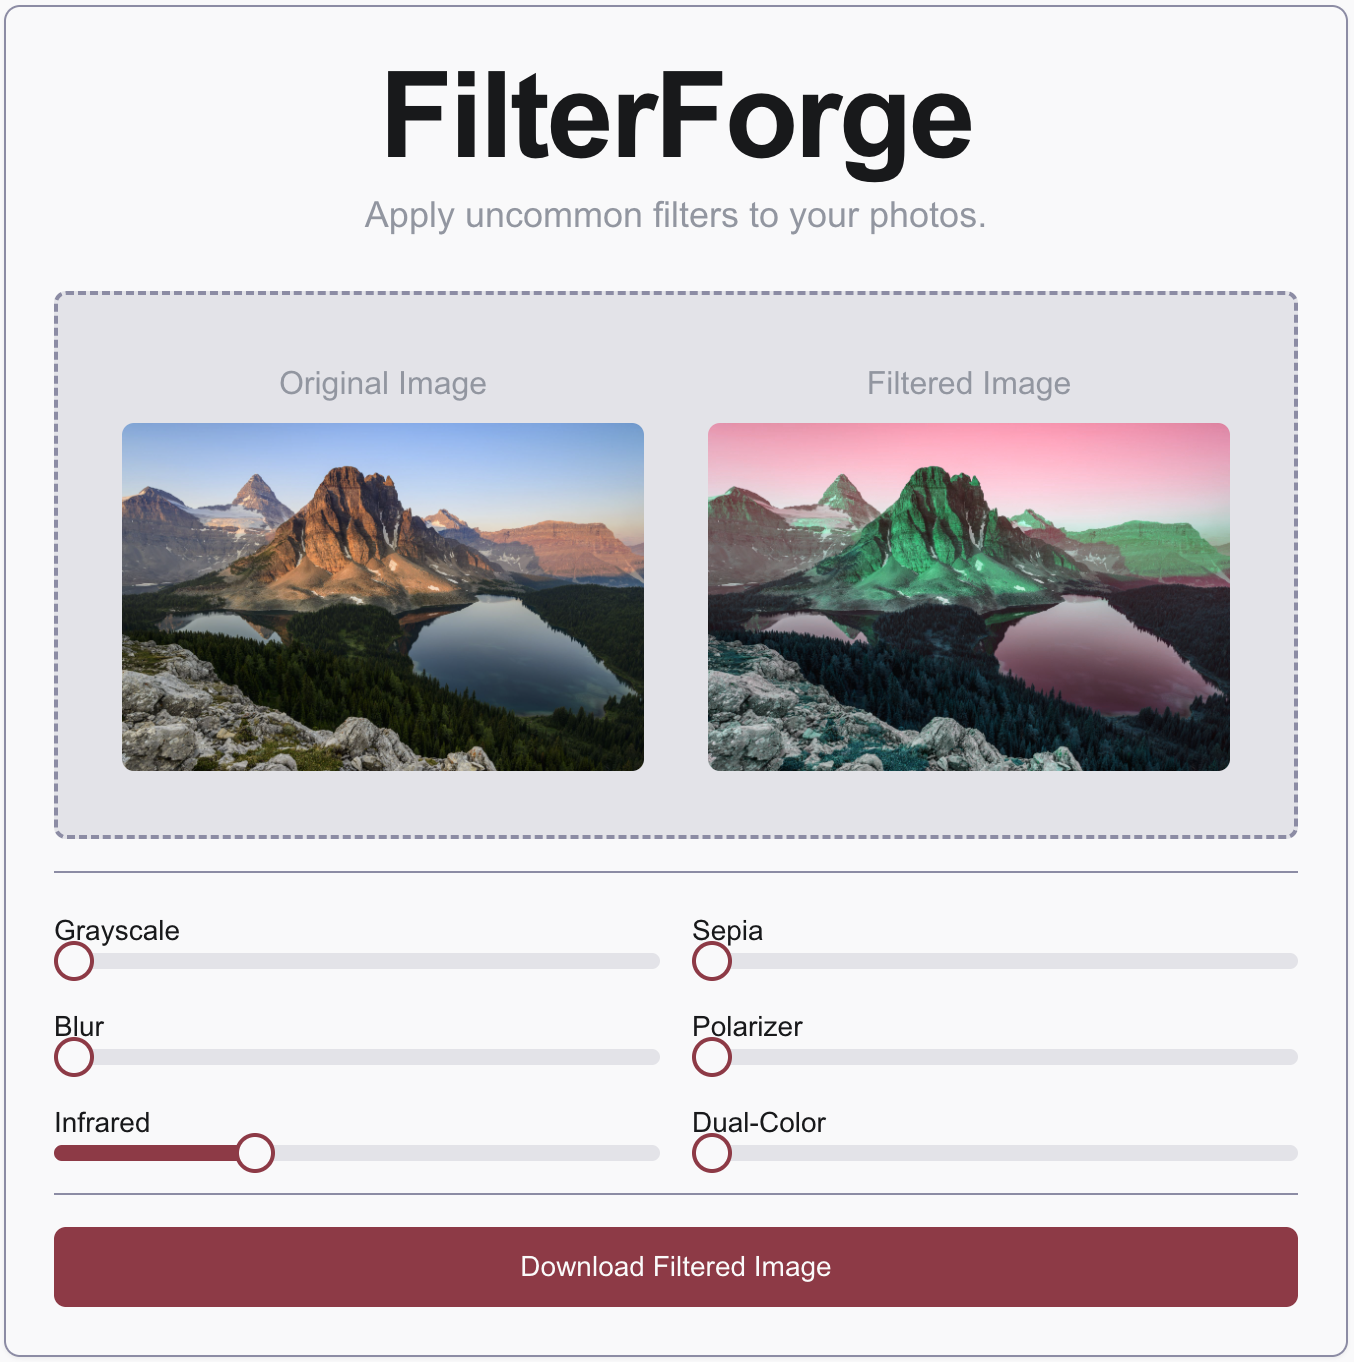 FilterForge
Apply uncommon filters to your photos.
Original Image
Filtered Image
Grayscale
Sepia
Blur
Polarizer
Infrared
Dual-Color
Download Filtered Image